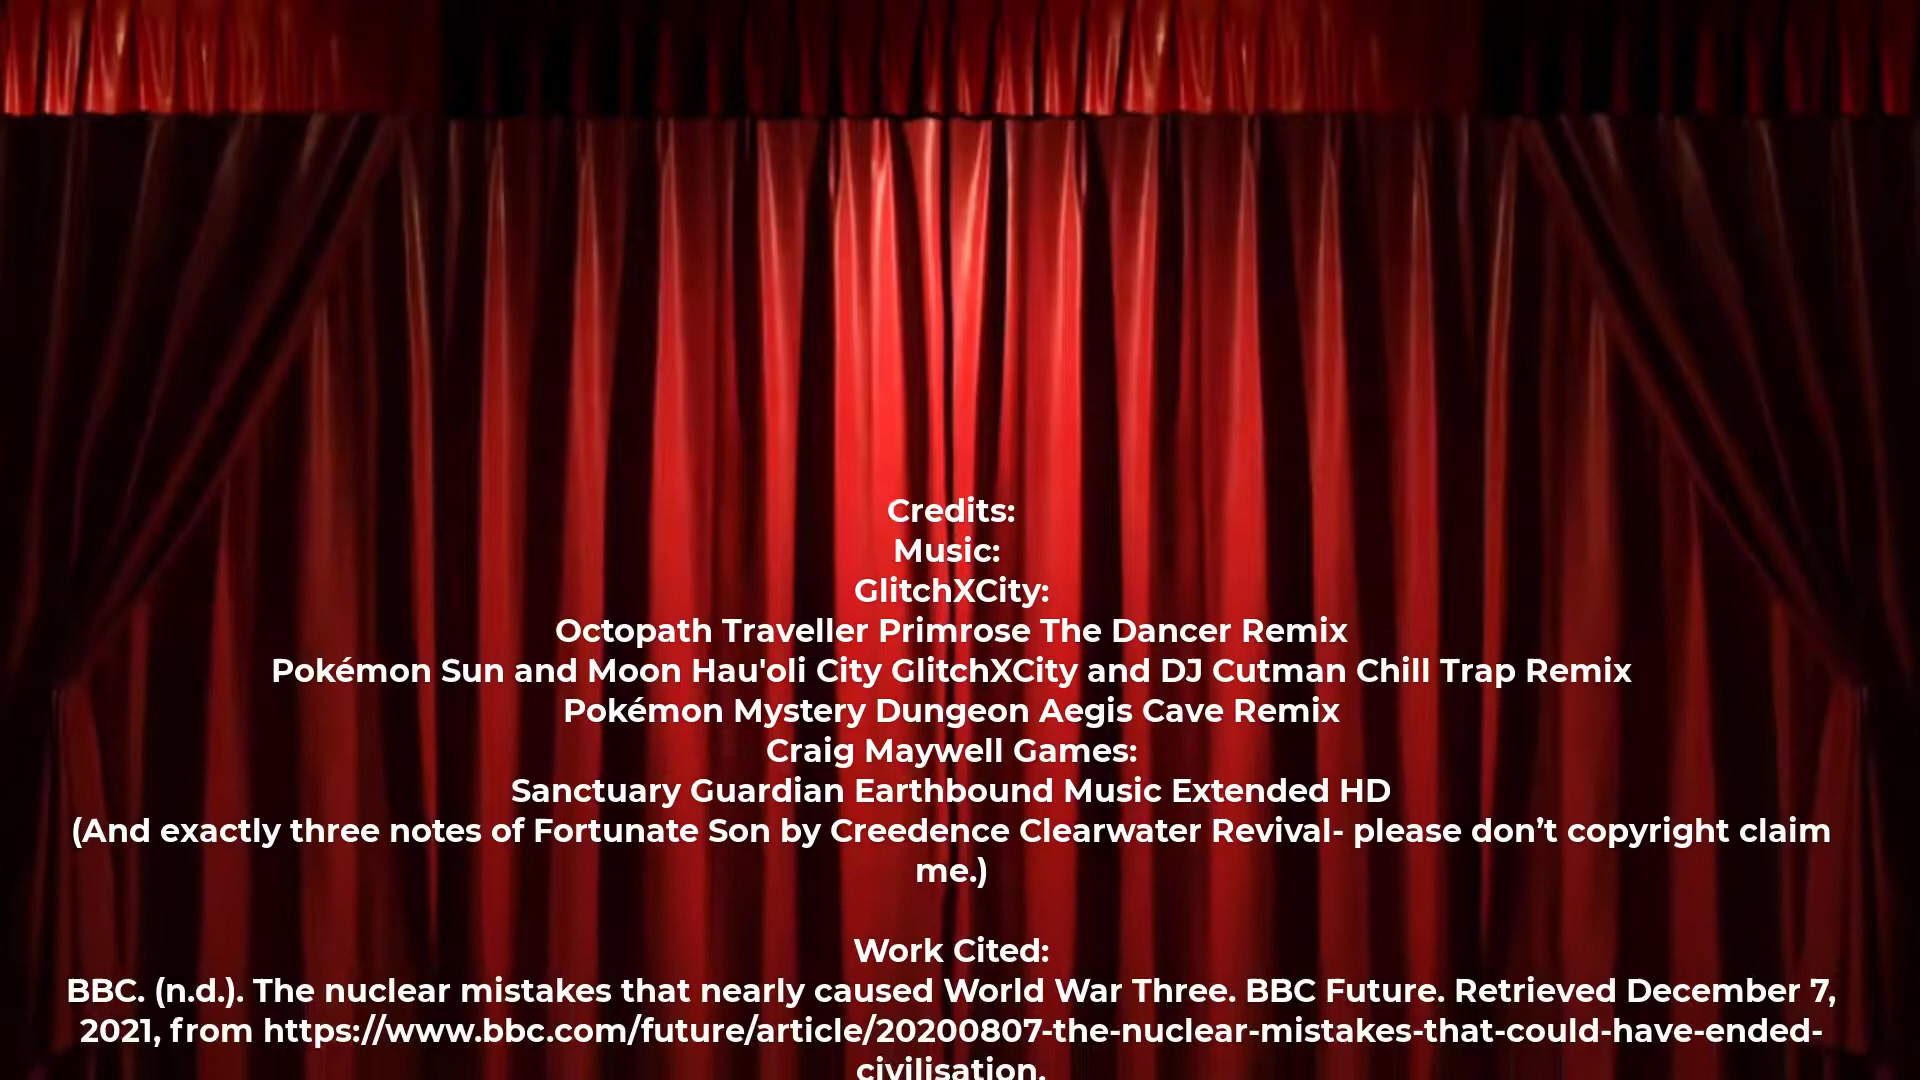 Credits:
Music:
GlitchXCity:
Octopath Traveller Primrose The Dancer Remix
Pokémon Sun and Moon Hau'oli City GlitchXCity and DJ Cutman Chill Trap Remix
Pokémon Mystery Dungeon Aegis Cave Remix
Craig Maywell Games:
Sanctuary Guardian Earthbound Music Extended HD
(And exactly three notes of Fortunate Son by Creedence Clearwater Revival- please don’t copyright claim
me.)
Work Cited:
BBC. (n.d.). The nuclear mistakes that nearly caused World War Three. BBC Future. Retrieved December 7,
2021, from https://www.bbc.com/future/article/20200807-the-nuclear-mistakes-that-could-have-ended-
civilisation.